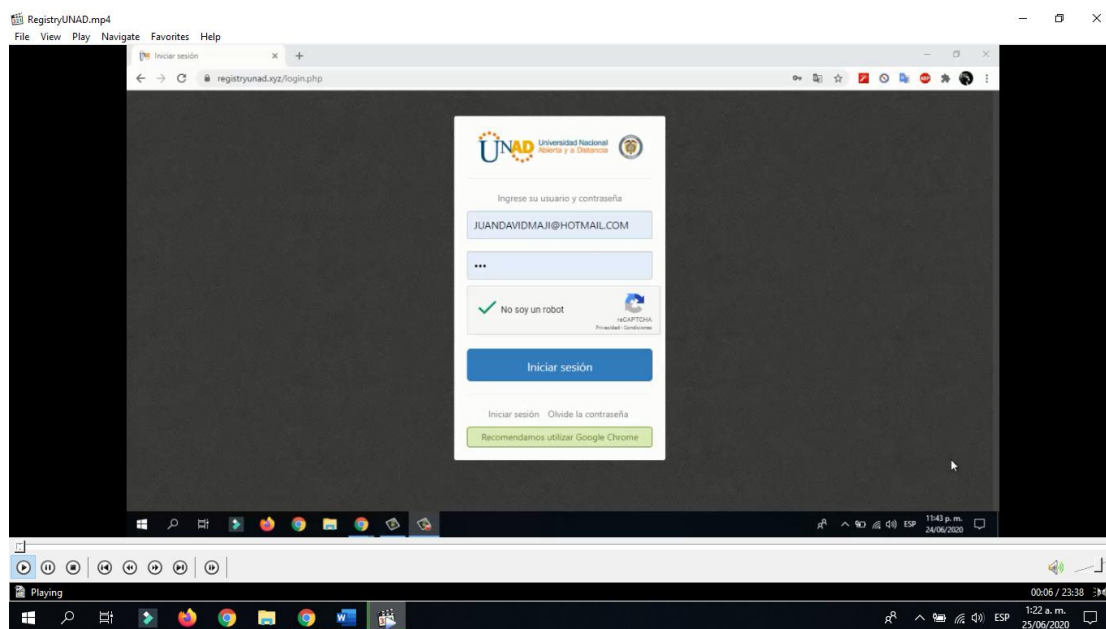 RegistryUNAD.mp4
File View Play Navigate Favorites Help
Iniciar sesión
registryunad.xyz/login.php
UNAD Universidad Nacional
Abierta y a Distancia
Ingrese su usuario y contraseña
JUANDAVIDMAJI@HOTMAIL.COM
•••
No soy un robot
reCAPTCHA
Privacidad - Condiciones
Iniciar sesión
Iniciar sesión Olvide la contraseña
Recomendamos utilizar Google Chrome
ESP 11:43 p. m.
24/06/2020
Playing 00:06 / 23:38
ESP 1:22 a. m.
25/06/2020